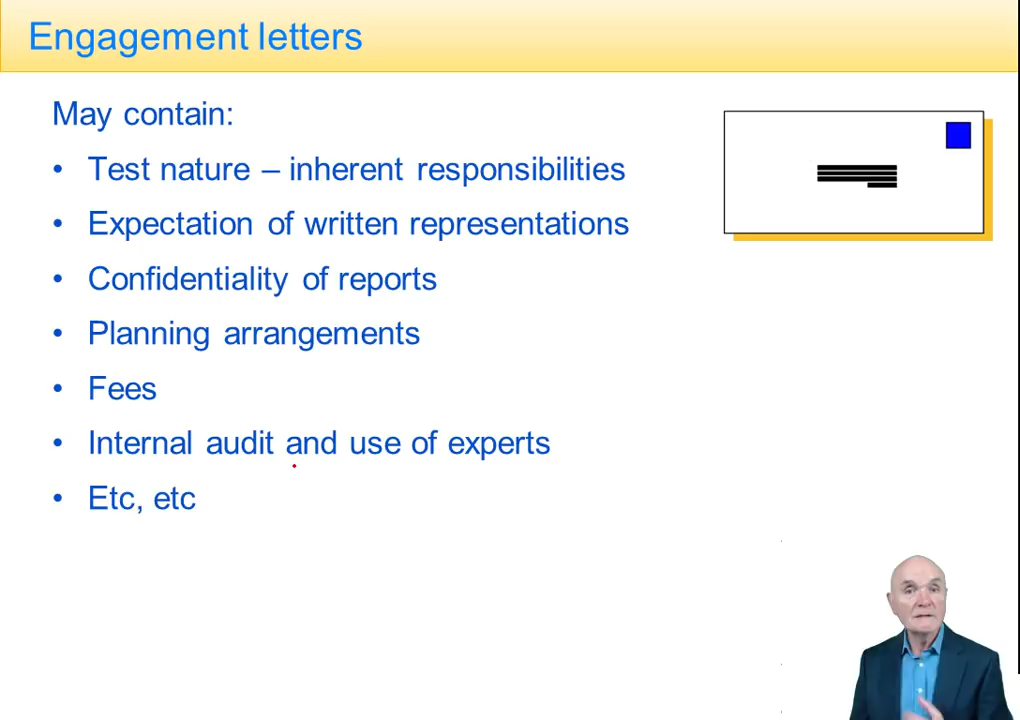 Engagement letters
May contain:
• Test nature – inherent responsibilities
• Expectation of written representations
• Confidentiality of reports
• Planning arrangements
• Fees
• Internal audit and use of experts
• Etc, etc